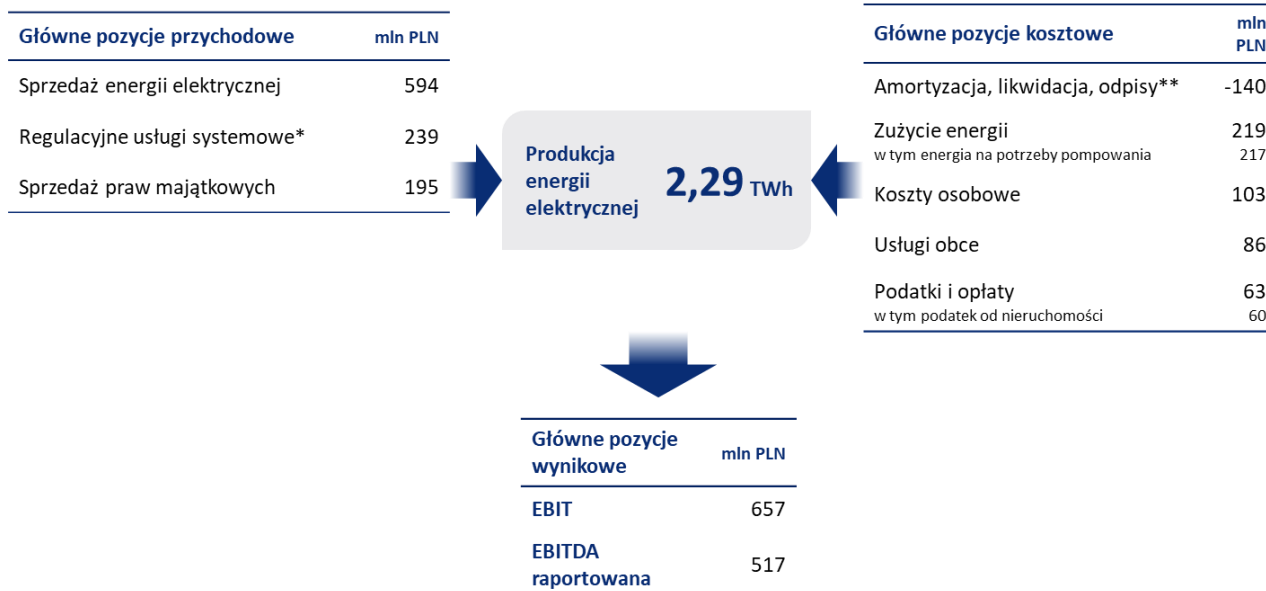 Główne pozycje przychodowe mln PLN
Sprzedaż energii elektrycznej 594
Regulacyjne usługi systemowe* 239
Sprzedaż praw majątkowych 195
Produkcja
energii
elektrycznej
2,29 TWh
Główne pozycje kosztowe mln
PLN
Amortyzacja, likwidacja, odpisy** -140
Zużycie energii 219
w tym energia na potrzeby pompowania 217
Koszty osobowe 103
Usługi obce 86
Podatki i opłaty 63
w tym podatek od nieruchomości 60
Główne pozycje
wynikowe
mln PLN
EBIT 657
EBITDA
raportowana
517